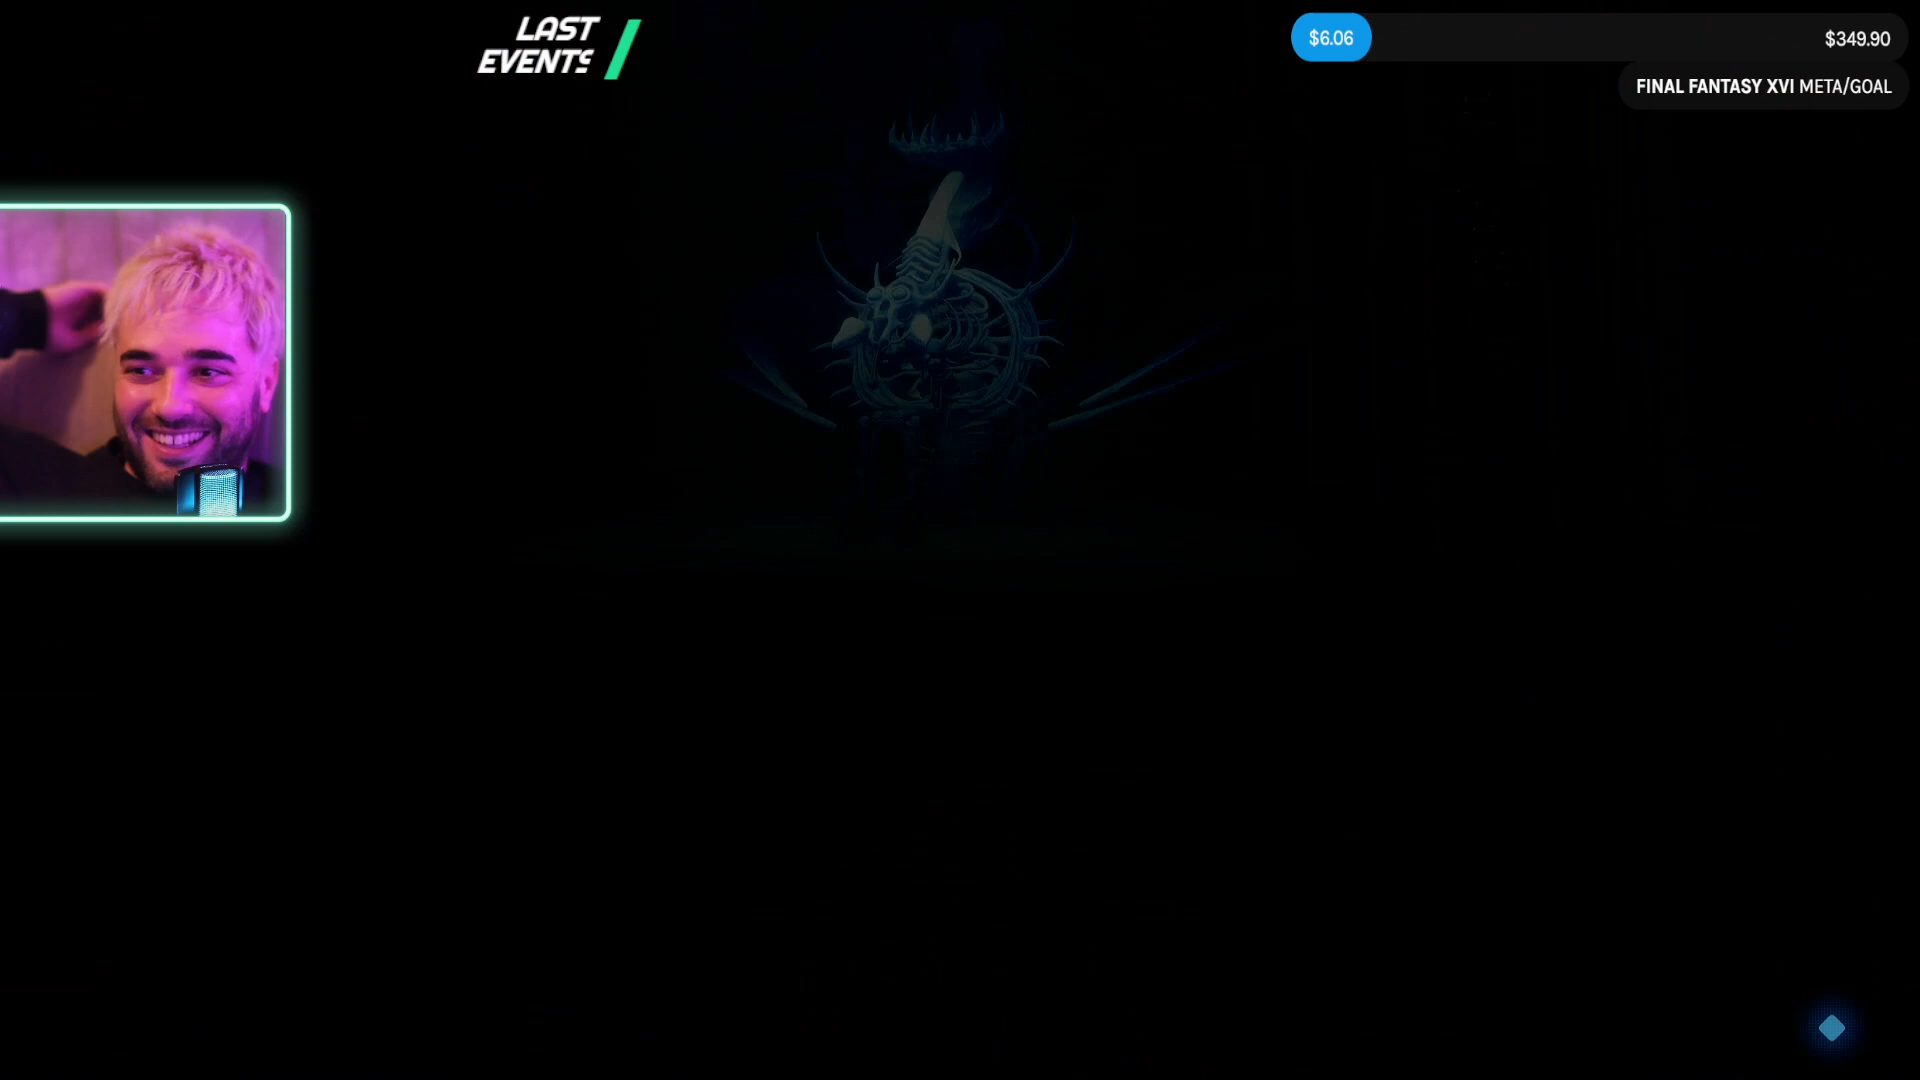 LAST
EVENTS
$6.06
$349.90
FINAL FANTASY XVI META/GOAL